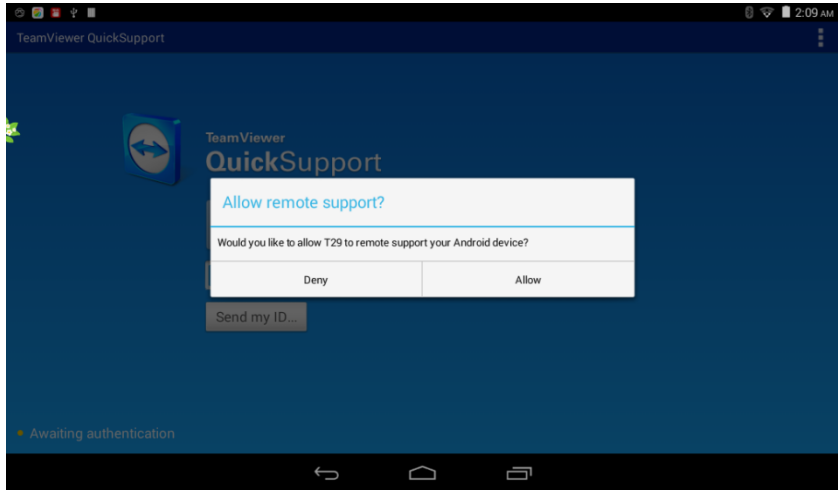 2:09 AM
TeamViewer QuickSupport
TeamViewer
QuickSupport
Allow remote support?
Would you like to allow T29 to remote support your Android device?
Deny Allow
Send my ID...
Awaiting authentication